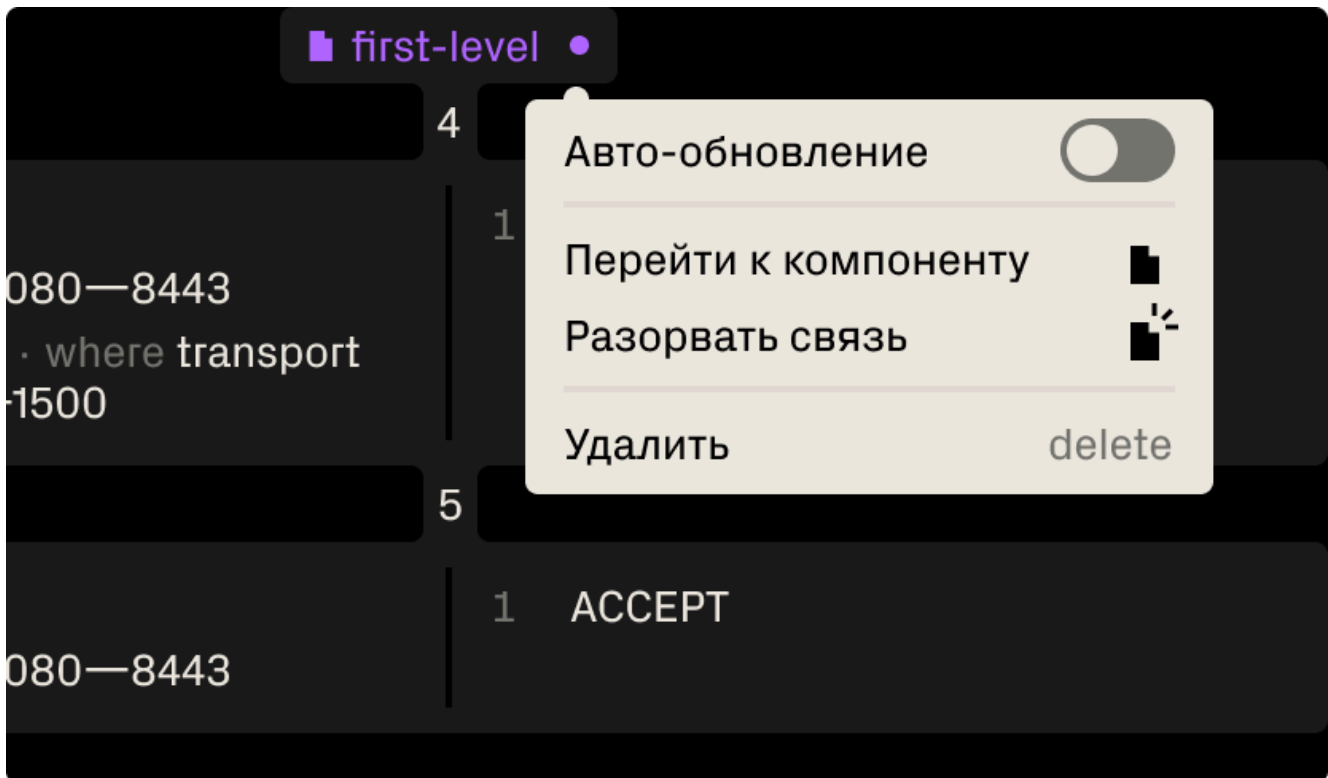 first-level
4
Авто-обновление
1
Перейти к компоненту
080—8443
Разорвать связь
· where transport
1500
Удалить delete
5
1 ACCEPT
080—8443